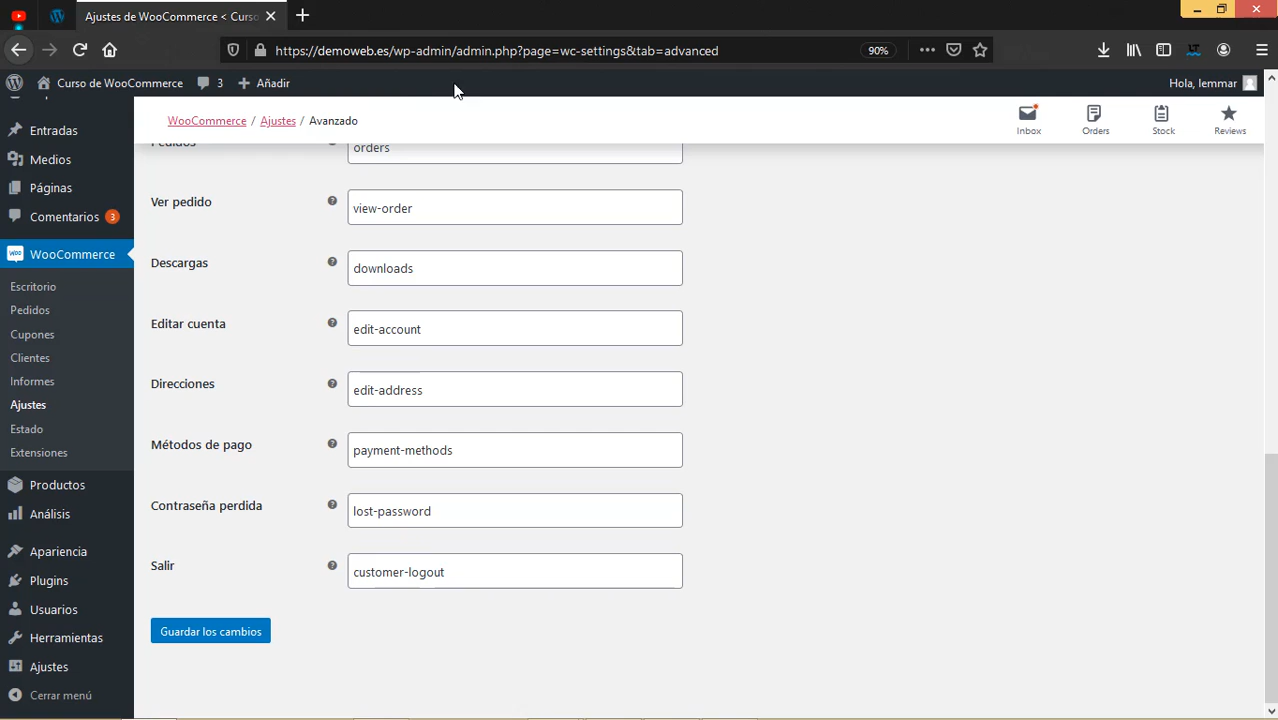 Ajustes de WooCommerce < Curso
https://demoweb.es/wp-admin/admin.php?page=wc-settings&tab=advanced
90%
Curso de WooCommerce
3
Añadir
Hola, lemmar
Entradas
Medios
Páginas
Comentarios 3
WooCommerce
Escritorio
Pedidos
Cupones
Clientes
Informes
Ajustes
Estado
Extensiones
Productos
Análisis
Apariencia
Plugins
Usuarios
Herramientas
Ajustes
Cerrar menú
WooCommerce / Ajustes / Avanzado
Inbox
Orders
Stock
Reviews
Pedidos
orders
Ver pedido
view-order
Descargas
downloads
Editar cuenta
edit-account
Direcciones
edit-address
Métodos de pago
payment-methods
Contraseña perdida
lost-password
Salir
customer-logout
Guardar los cambios